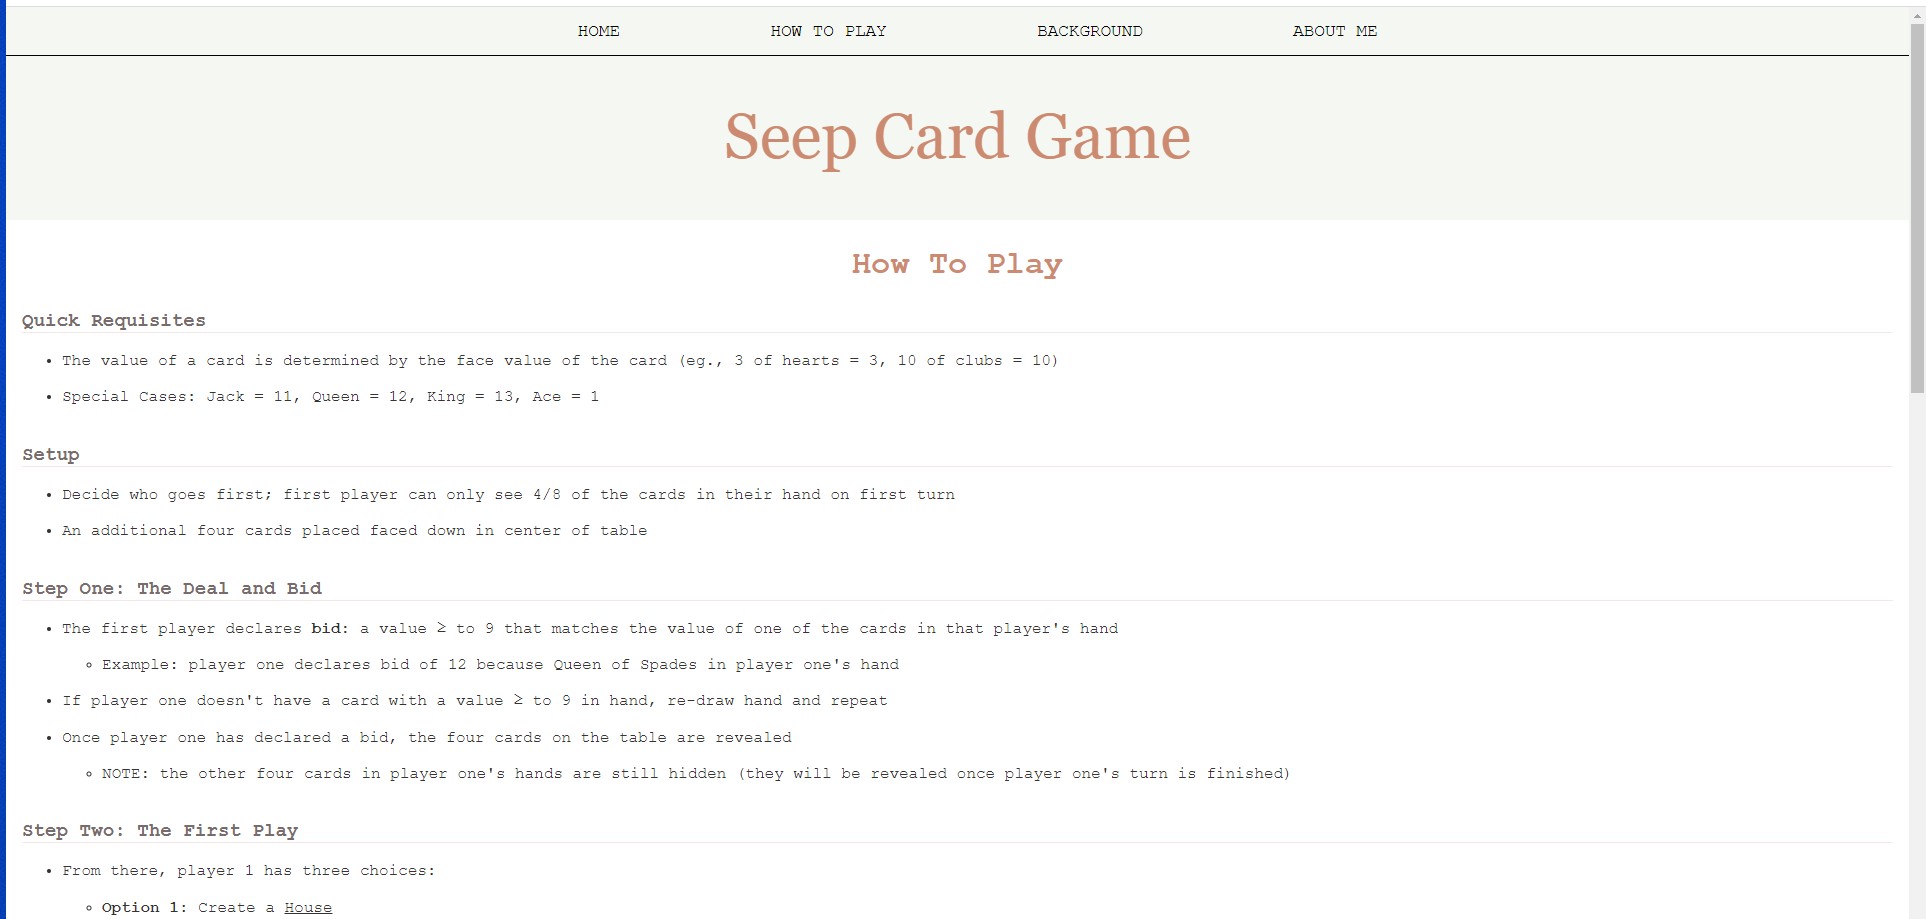 HOME HOW TO PLAY BACKGROUND ABOUT ME
Seep Card Game
How To Play
Quick Requisites
• The value of a card is determined by the face value of the card (eg., 3 of hearts = 3, 10 of clubs = 10)
• Special Cases: Jack = 11, Queen = 12, King = 13, Ace = 1
Setup
• Decide who goes first; first player can only see 4/8 of the cards in their hand on first turn
• An additional four cards placed faced down in center of table
Step One: The Deal and Bid
• The first player declares bid: a value ≥ to 9 that matches the value of one of the cards in that player's hand
◦ Example: player one declares bid of 12 because Queen of Spades in player one's hand
• If player one doesn't have a card with a value ≥ to 9 in hand, re-draw hand and repeat
• Once player one has declared a bid, the four cards on the table are revealed
◦ NOTE: the other four cards in player one's hands are still hidden (they will be revealed once player one's turn is finished)
Step Two: The First Play
• From there, player 1 has three choices:
◦ Option 1: Create a House